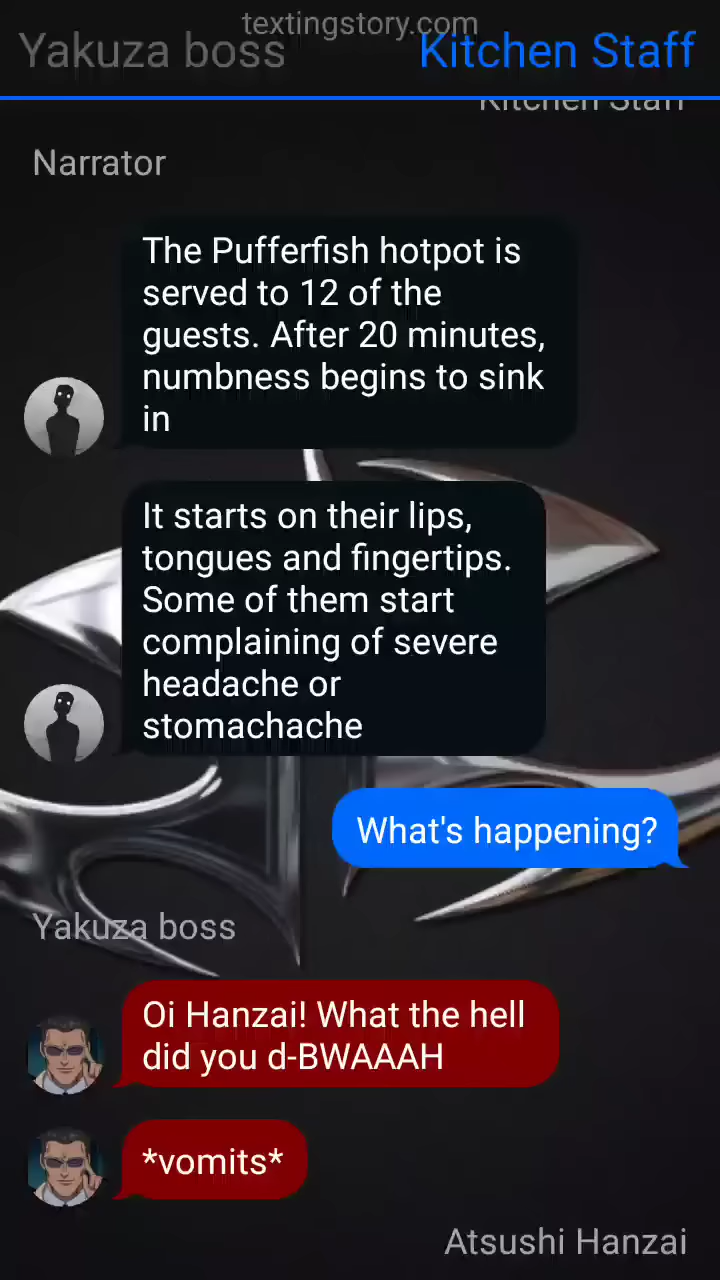 textingstory.com
Yakuza boss
Kitchen Staff
Kitchen Staff
Narrator
The Pufferfish hotpot is
served to 12 of the
guests. After 20 minutes,
numbness begins to sink
in
It starts on their lips,
tongues and fingertips.
Some of them start
complaining of severe
headache or
stomachache
What's happening?
Yakuza boss
Oi Hanzai! What the hell
did you d-BWAAAH
*vomits*
Atsushi Hanzai